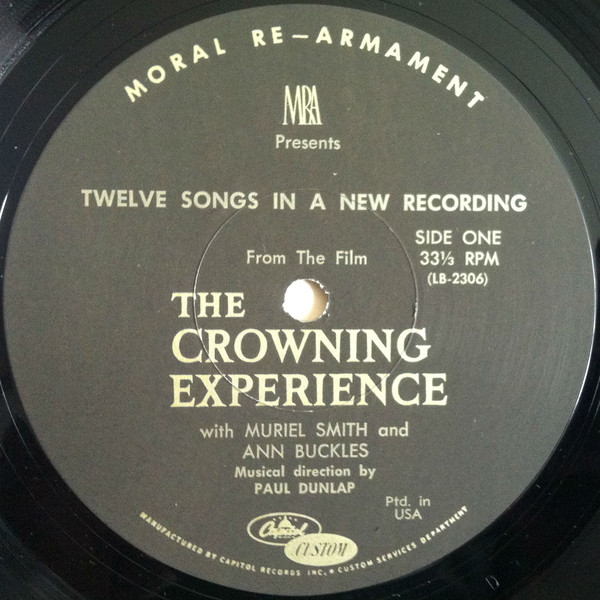 MORAL RE-ARMAMENT
MRA
Presents
TWELVE SONGS IN A NEW RECORDING
SIDE ONE
From The Film
33⅓ RPM
(LB-2306)
THE
CROWNING
EXPERIENCE
with MURIEL SMITH and
ANN BUCKLES
Musical direction by
PAUL DUNLAP
Ptd. in
USA
Capitol
CUSTOM
MANUFACTURED BY CAPITOL RECORDS INC. • CUSTOM SERVICES DEPARTMENT